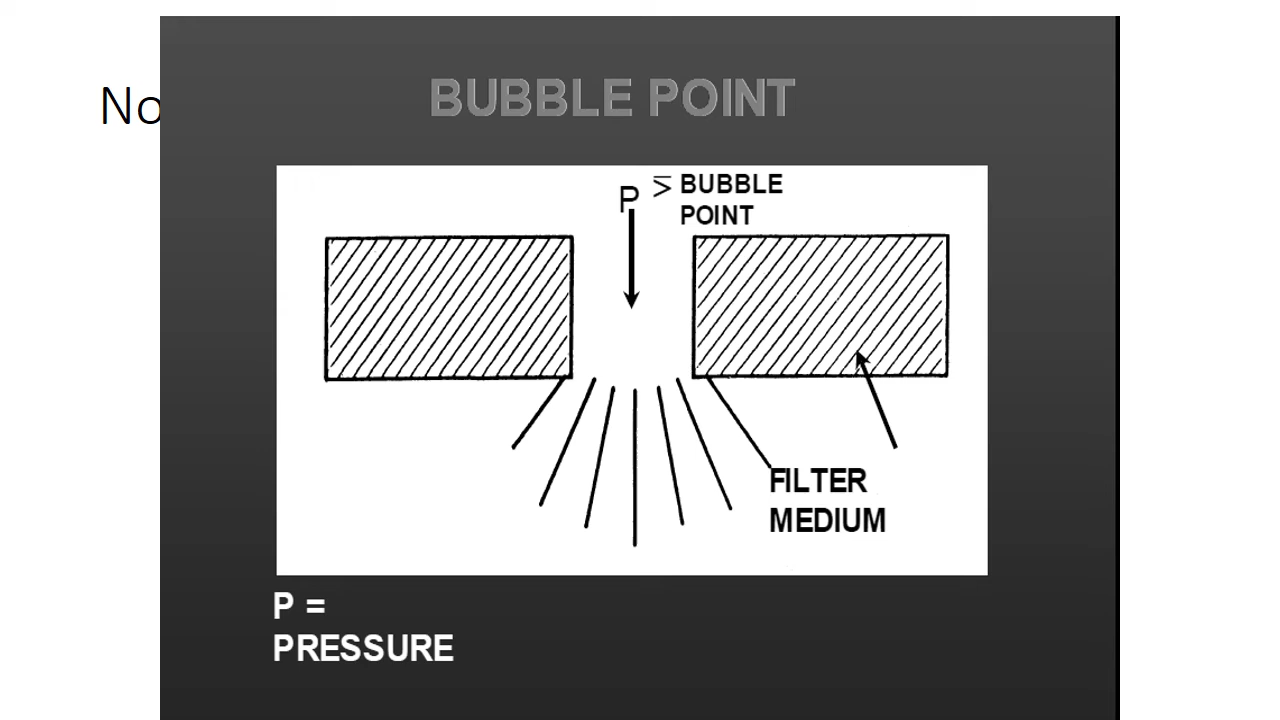 No
BUBBLE POINT
P ⋝ BUBBLE
POINT
FILTER
MEDIUM
P =
PRESSURE